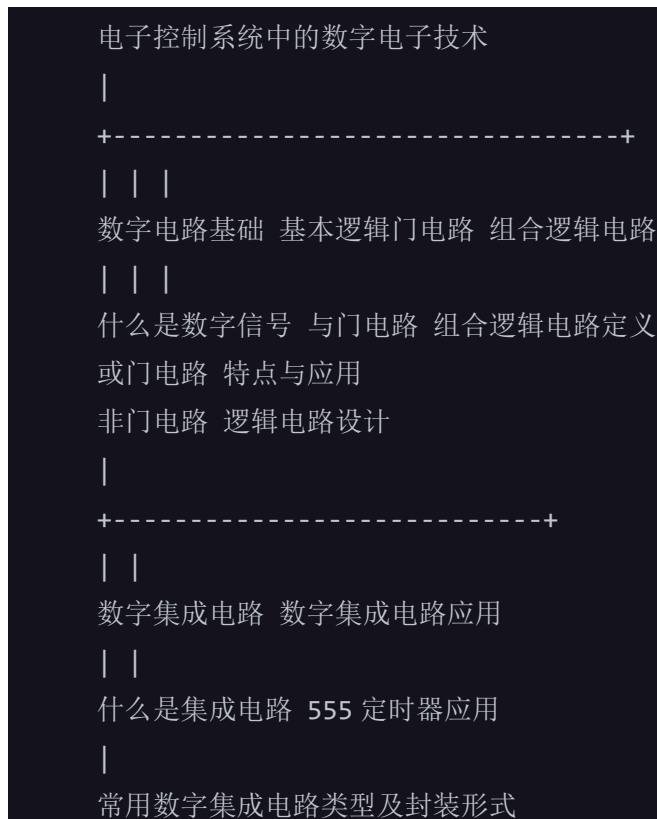 电子控制系统中的数字电子技术
|
+---------------------------------+
| | |
数字电路基础 基本逻辑门电路 组合逻辑电路
| | |
什么是数字信号 与门电路 组合逻辑电路定义
或门电路 特点与应用
非门电路 逻辑电路设计
|
+----------------------------+
| |
数字集成电路 数字集成电路应用
| |
什么是集成电路 555 定时器应用
|
常用数字集成电路类型及封装形式